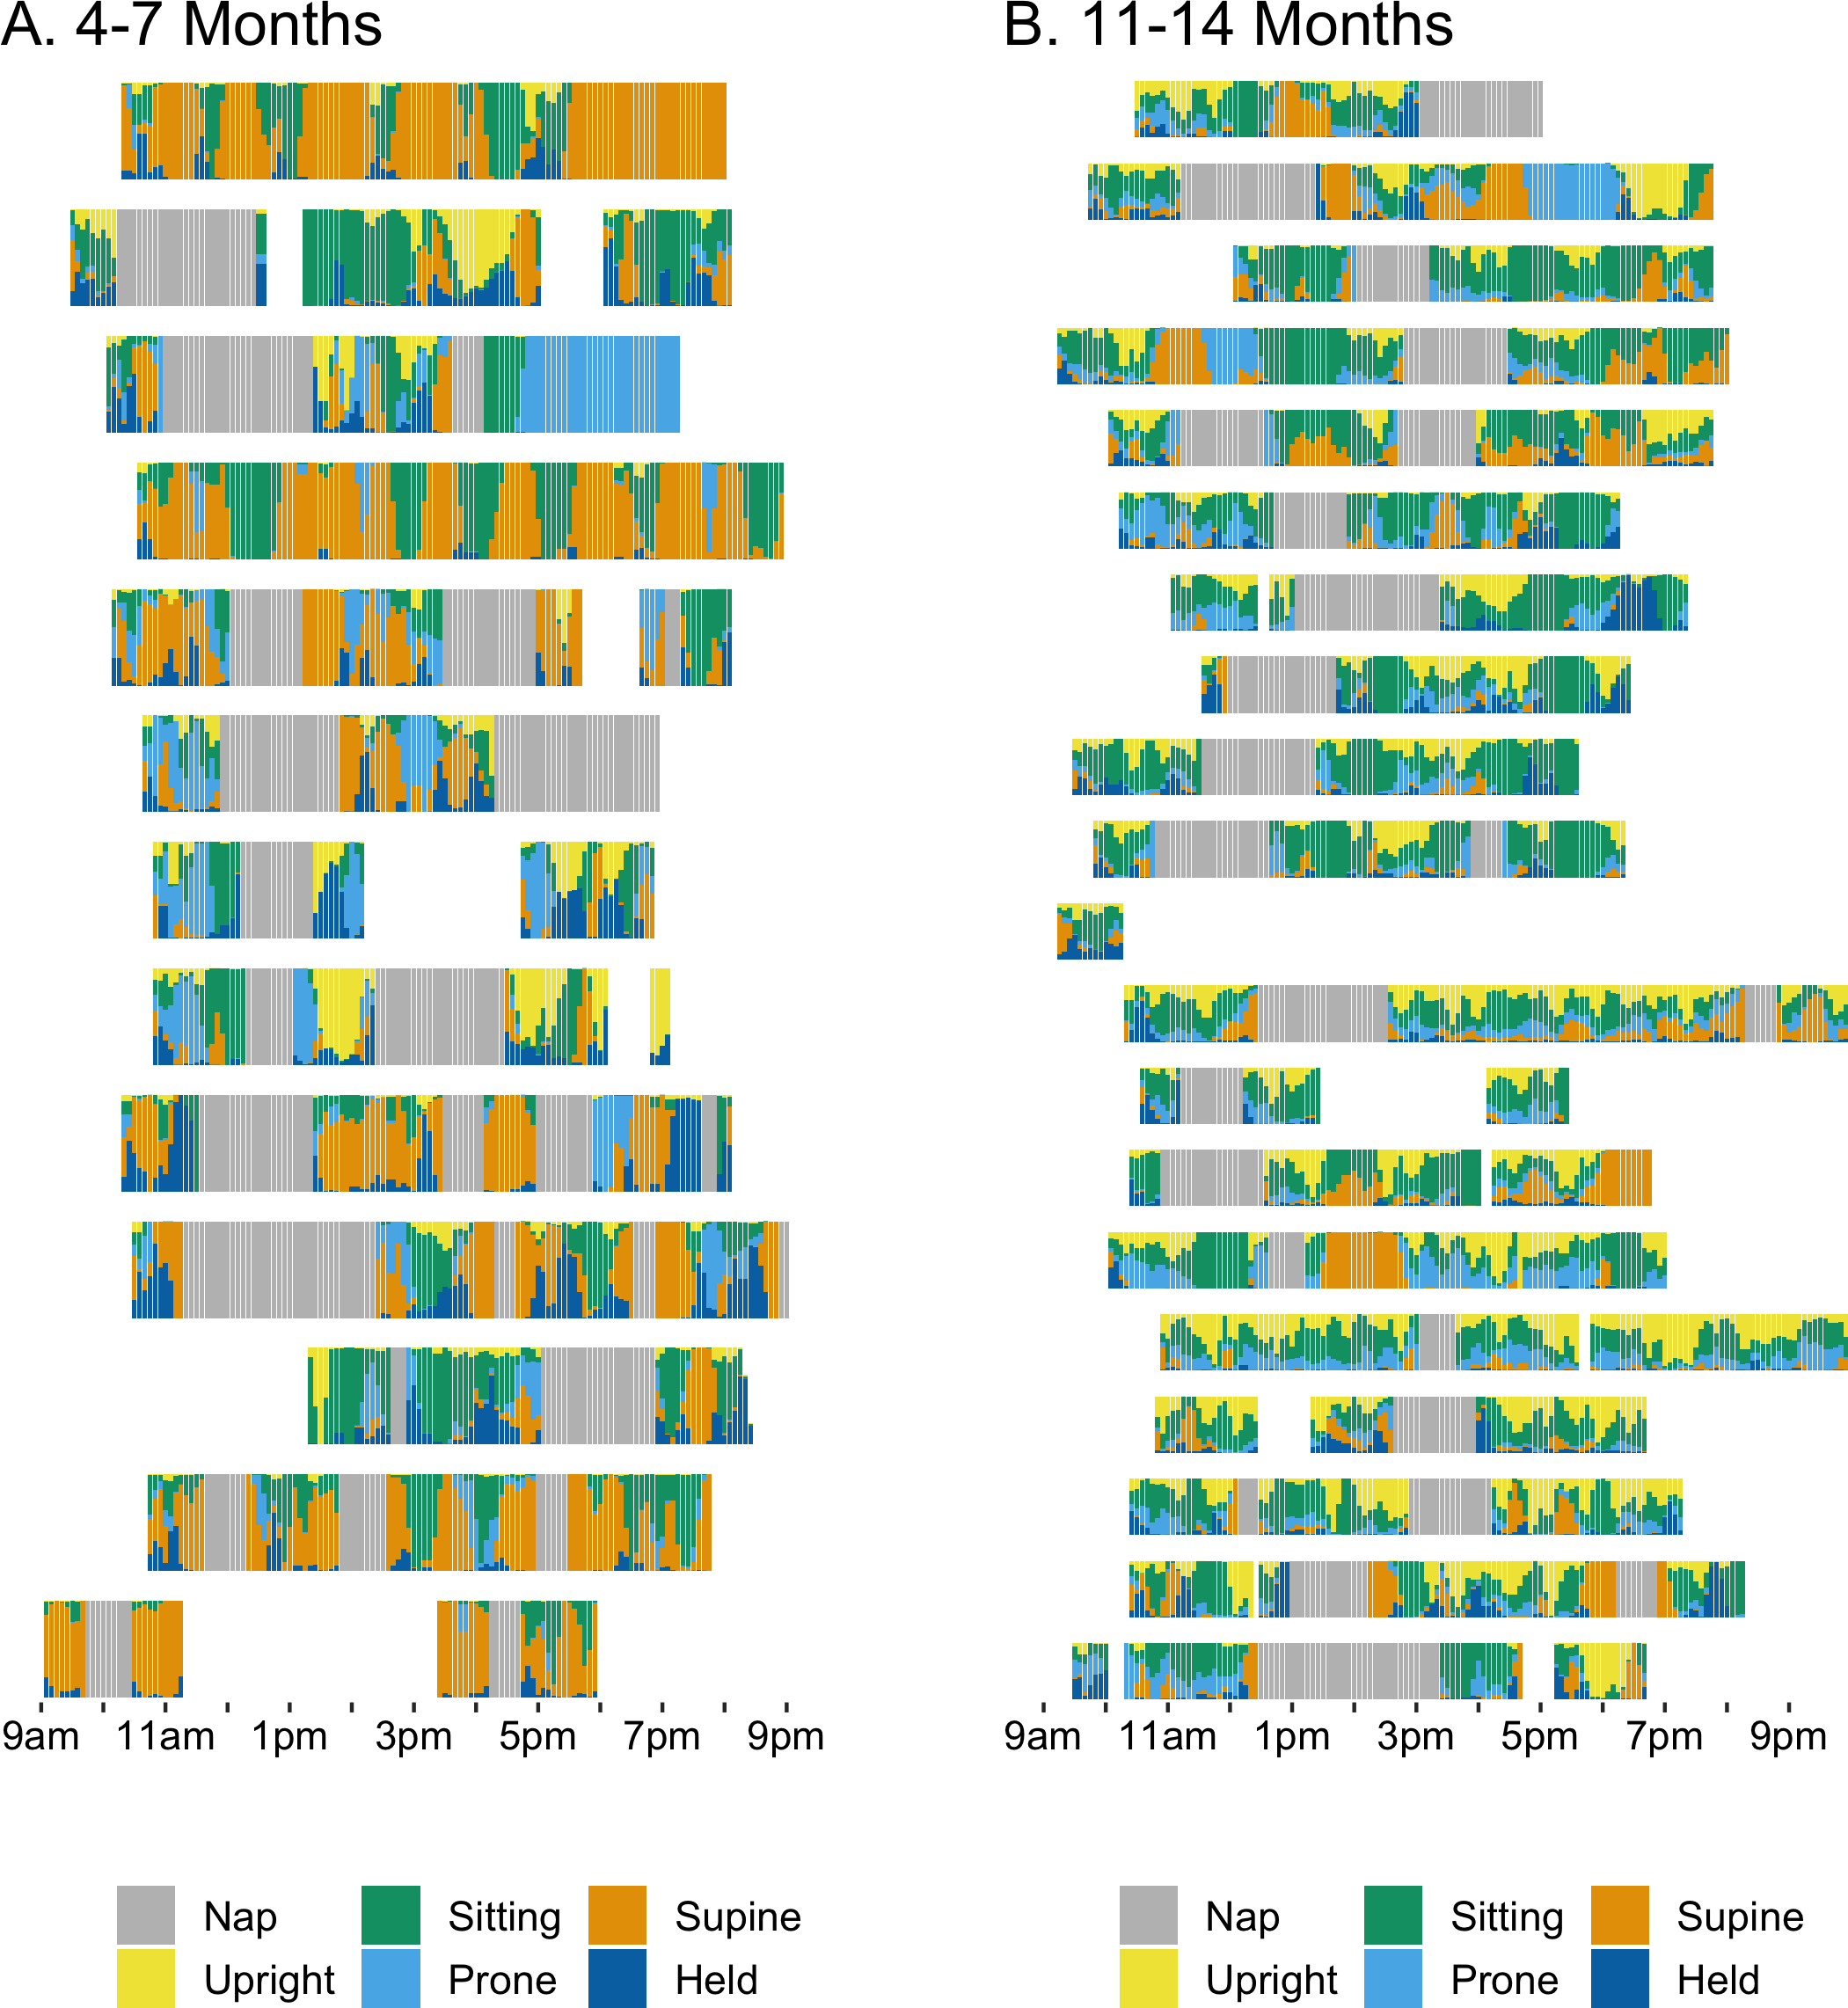 A. 4-7 Months
B. 11-14 Months
9am 11am 1pm 3pm 5pm 7pm 9pm
9am 11am 1pm 3pm 5pm 7pm 9pm
Nap Sitting Supine
Upright Prone Held
Nap Sitting Supine
Upright Prone Held